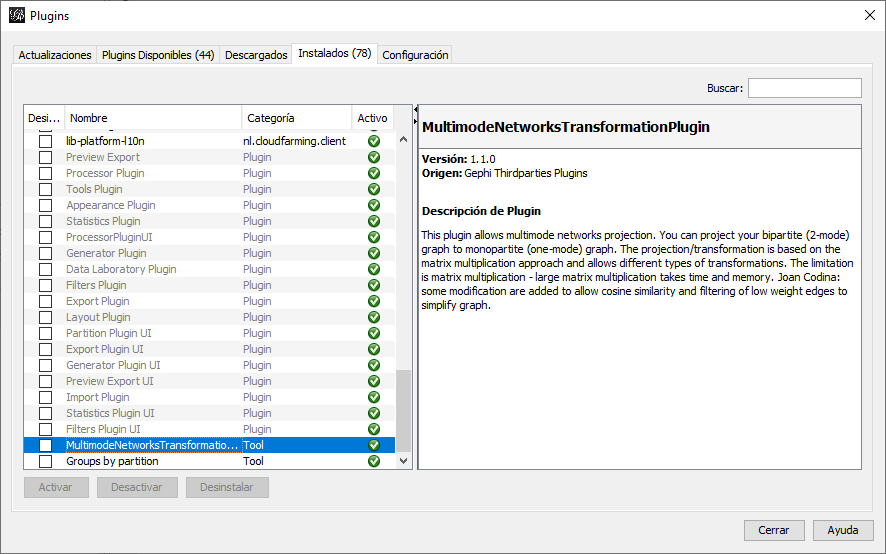 Plugins
Actualizaciones Plugins Disponibles (44) Descargados Instalados (78) Configuración
Buscar:
Desi... Nombre Categoría Activo
lib-platform-l10n nl.cloudfarming.client
Preview Export Plugin
Processor Plugin Plugin
Tools Plugin Plugin
Appearance Plugin Plugin
Statistics Plugin Plugin
ProcessorPluginUI Plugin
Generator Plugin Plugin
Data Laboratory Plugin Plugin
Filters Plugin Plugin
Export Plugin Plugin
Layout Plugin Plugin
Partition Plugin UI Plugin
Export Plugin UI Plugin
Generator Plugin UI Plugin
Preview Export UI Plugin
Import Plugin Plugin
Statistics Plugin UI Plugin
Filters Plugin UI Plugin
MultimodeNetworksTransformatio... Tool
Groups by partition Tool
MultimodeNetworksTransformationPlugin
Versión: 1.1.0
Origen: Gephi Thirdparties Plugins
Descripción de Plugin
This plugin allows multimode networks projection. You can project your bipartite (2-mode)
graph to monopartite (one-mode) graph. The projection/transformation is based on the
matrix multiplication approach and allows different types of transformations. The limitation
is matrix multiplication - large matrix multiplication takes time and memory. Joan Codina:
some modification are added to allow cosine similarity and filtering of low weight edges to
simplify graph.
Activar Desactivar Desinstalar
Cerrar Ayuda